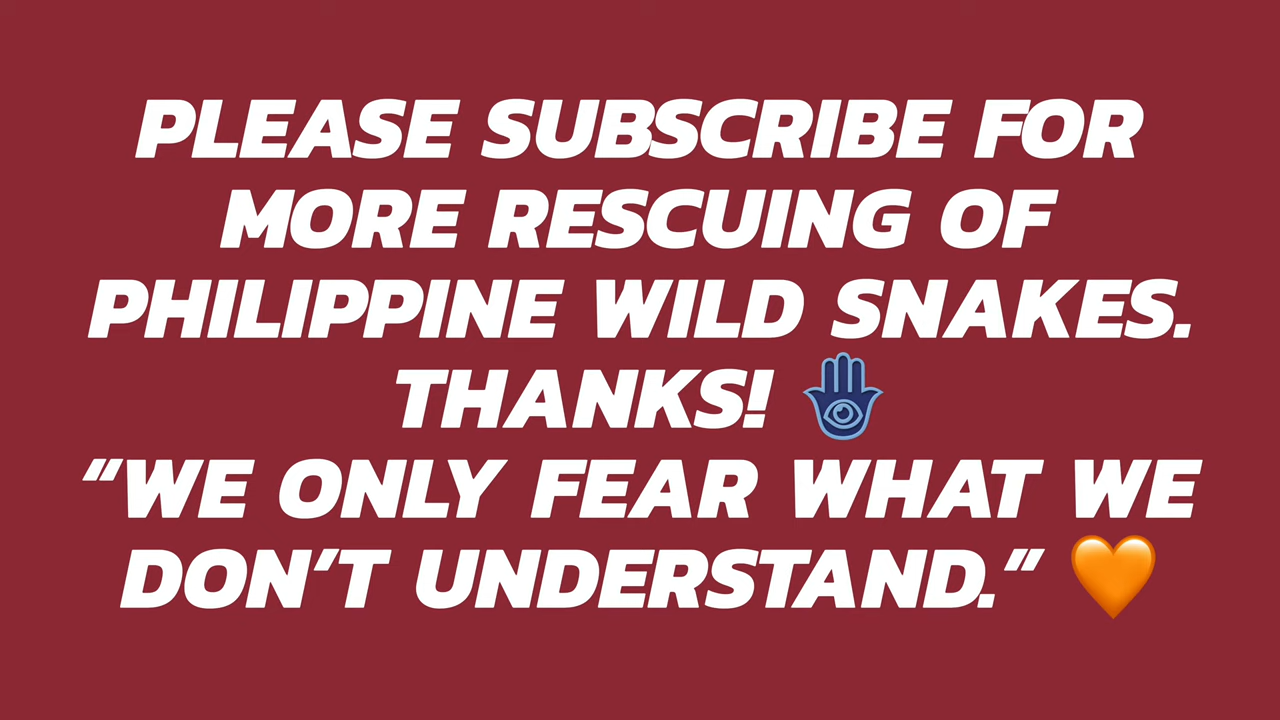 PLEASE SUBSCRIBE FOR
MORE RESCUING OF
PHILIPPINE WILD SNAKES.
THANKS! 🪬
“WE ONLY FEAR WHAT WE
DON’T UNDERSTAND.” 🧡